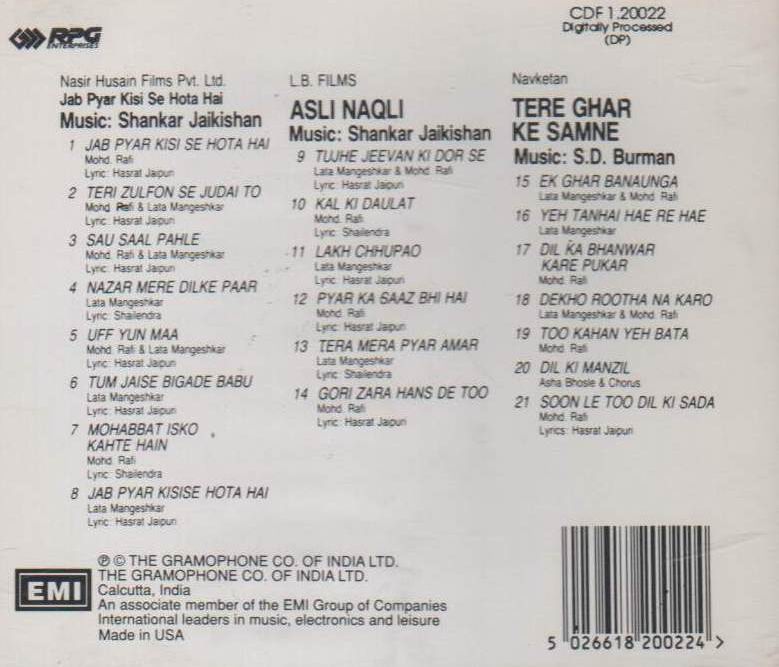 RPG
ENTERPRISES
CDF 1.20022
Digitally Processed
(DP)
Nasir Husain Films Pvt. Ltd.
Jab Pyar Kisi Se Hota Hai
Music: Shankar Jaikishan
1 JAB PYAR KISI SE HOTA HAI
Mohd. Rafi
Lyric: Hasrat Jaipuri
2 TERI ZULFON SE JUDAI TO
Mohd. Rafi & Lata Mangeshkar
Lyric: Hasrat Jaipuri
3 SAU SAAL PAHLE
Mohd. Rafi & Lata Mangeshkar
Lyric: Hasrat Jaipuri
4 NAZAR MERE DILKE PAAR
Lata Mangeshkar
Lyric: Shailendra
5 UFF YUN MAA
Mohd. Rafi & Lata Mangeshkar
Lyric: Hasrat Jaipuri
6 TUM JAISE BIGADE BABU
Lata Mangeshkar
Lyric: Hasrat Jaipuri
7 MOHABBAT ISKO
KAHTE HAIN
Mohd. Rafi
Lyric: Shailendra
8 JAB PYAR KISISE HOTA HAI
Lata Mangeshkar
Lyric: Hasrat Jaipuri
L.B. FILMS
ASLI NAQLI
Music: Shankar Jaikishan
9 TUJHE JEEVAN KI DOR SE
Lata Mangeshkar & Mohd. Rafi
Lyric: Hasrat Jaipuri
10 KAL KI DAULAT
Mohd. Rafi
Lyric: Shailendra
11 LAKH CHHUPAO
Lata Mangeshkar
Lyric: Hasrat Jaipuri
12 PYAR KA SAAZ BHI HAI
Mohd. Rafi
Lyric: Hasrat Jaipuri
13 TERA MERA PYAR AMAR
Lata Mangeshkar
Lyric: Shailendra
14 GORI ZARA HANS DE TOO
Mohd. Rafi
Lyric: Hasrat Jaipuri
Navketan
TERE GHAR
KE SAMNE
Music: S.D. Burman
15 EK GHAR BANAUNGA
Lata Mangeshkar & Mohd. Rafi
16 YEH TANHAI HAE RE HAE
Lata Mangeshkar
17 DIL KA BHANWAR
KARE PUKAR
Mohd. Rafi
18 DEKHO ROOTHA NA KARO
Lata Mangeshkar & Mohd. Rafi
19 TOO KAHAN YEH BATA
Mohd. Rafi
20 DIL KI MANZIL
Asha Bhosle & Chorus
21 SOON LE TOO DIL KI SADA
Mohd. Rafi
Lyrics: Hasrat Jaipuri
EMI
℗ © THE GRAMOPHONE CO. OF INDIA LTD.
THE GRAMOPHONE CO. OF INDIA LTD.
Calcutta, India
An associate member of the EMI Group of Companies
International leaders in music, electronics and leisure
Made in USA
5 026618 200224 >